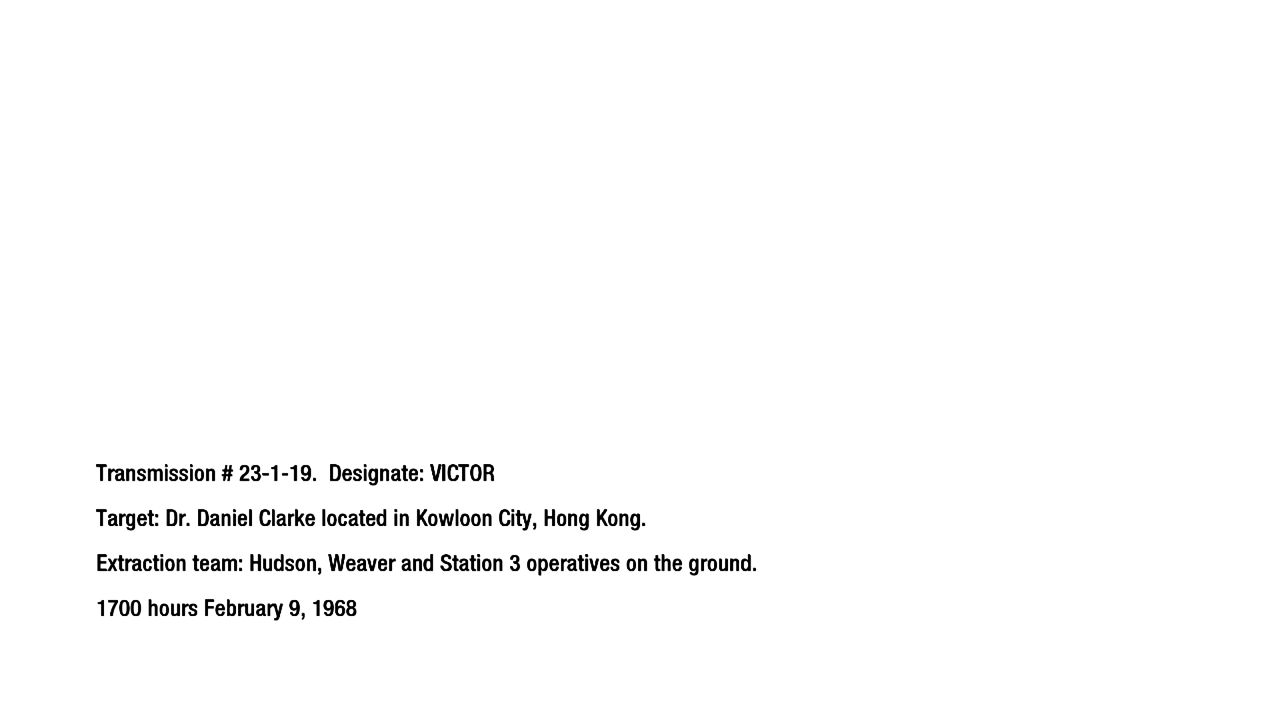 Transmission # 23-1-19.  Designate: VICTOR
Target: Dr. Daniel Clarke located in Kowloon City, Hong Kong.
Extraction team: Hudson, Weaver and Station 3 operatives on the ground.
1700 hours February 9, 1968